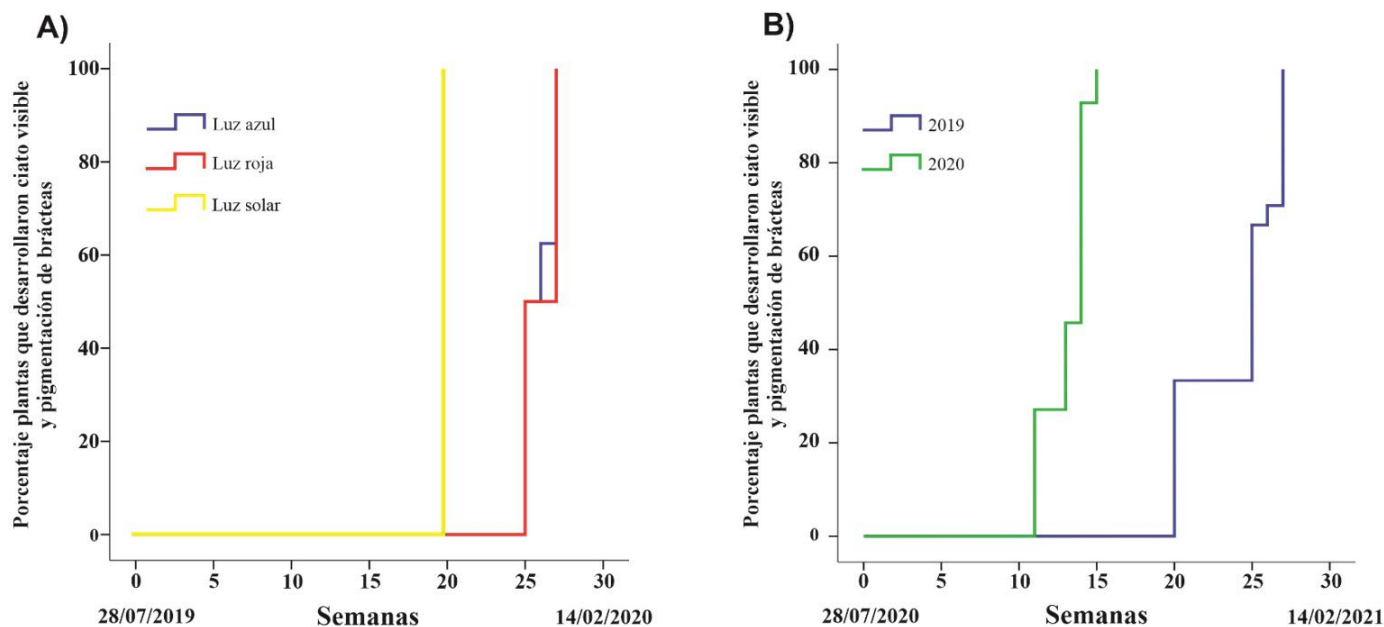 A)
Porcentaje plantas que desarrollaron ciato visible
y pigmentación de brácteas
100
80
60
40
20
0
Luz azul
Luz roja
Luz solar
0 5 10 15 20 25 30
28/07/2019 Semanas 14/02/2020
B)
Porcentaje plantas que desarrollaron ciato visible
y pigmentación de brácteas
100
80
60
40
20
0
2019
2020
0 5 10 15 20 25 30
28/07/2020 Semanas 14/02/2021